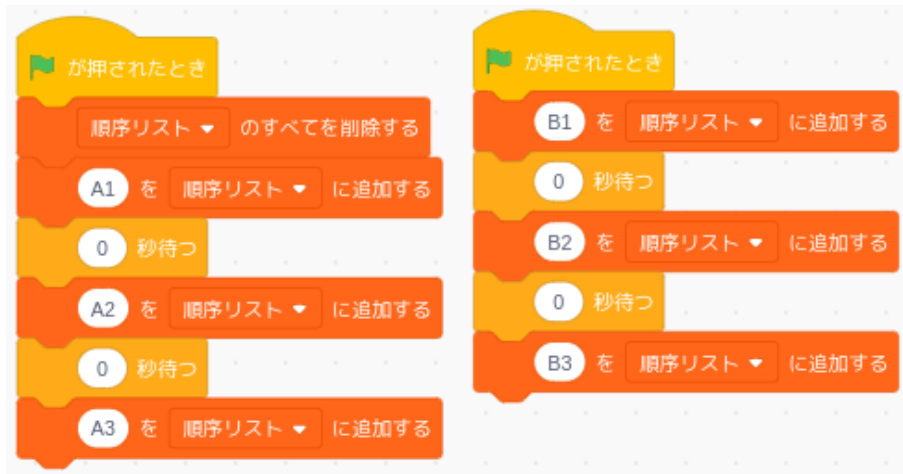 が押されたとき
順序リスト のすべてを削除する
A1 を 順序リスト に追加する
0 秒待つ
A2 を 順序リスト に追加する
0 秒待つ
A3 を 順序リスト に追加する
が押されたとき
B1 を 順序リスト に追加する
0 秒待つ
B2 を 順序リスト に追加する
0 秒待つ
B3 を 順序リスト に追加する